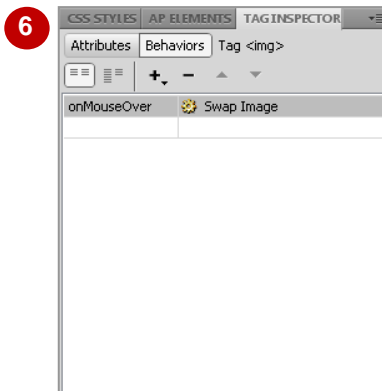 6
CSS STYLES AP ELEMENTS TAG INSPECTOR
Attributes Behaviors Tag <img>
onMouseOver Swap Image